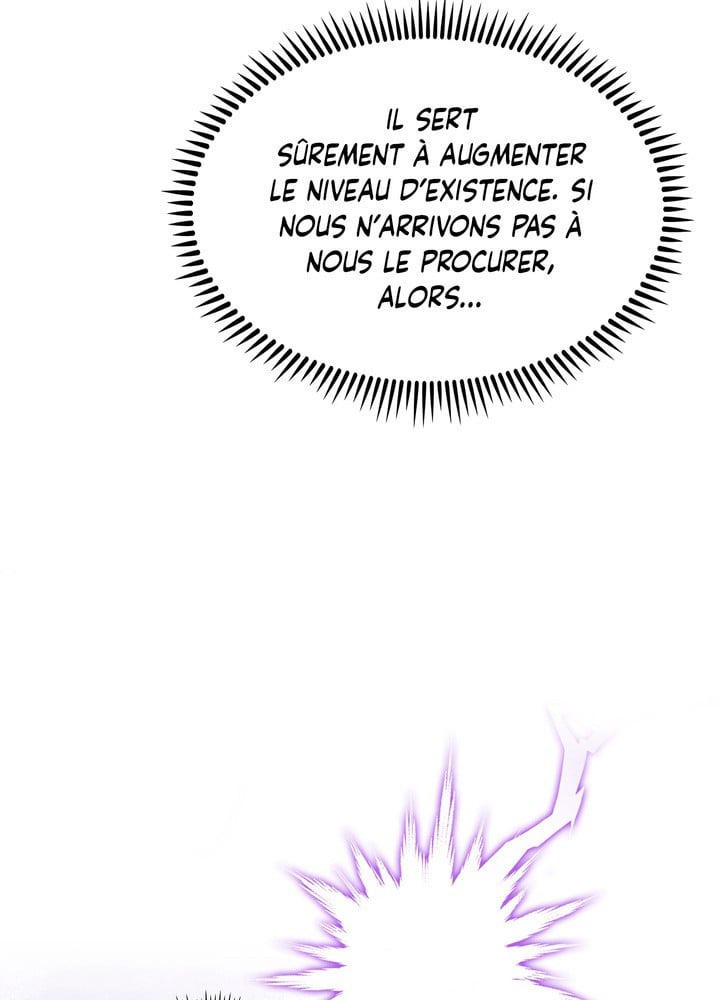 IL SERT
SÛREMENT À AUGMENTER
LE NIVEAU D'EXISTENCE. SI
NOUS N'ARRIVONS PAS À
NOUS LE PROCURER,
ALORS...